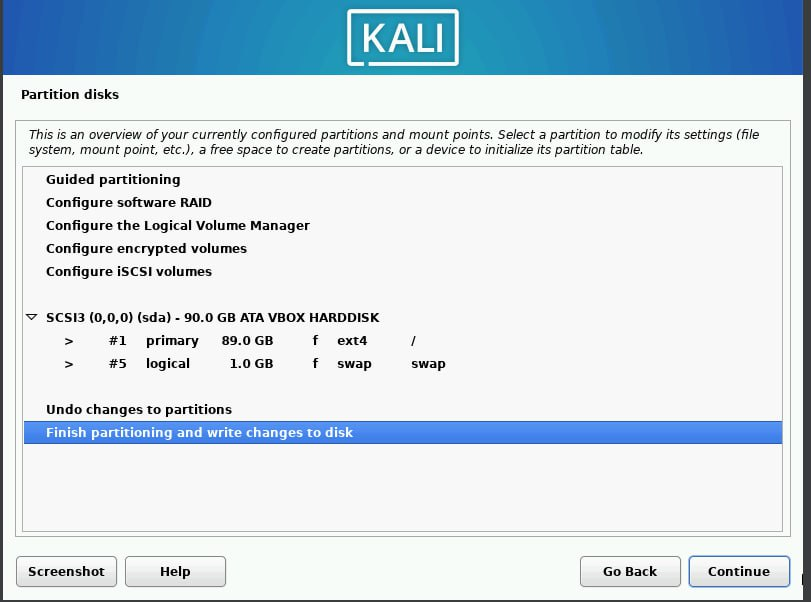 KALI
Partition disks
This is an overview of your currently configured partitions and mount points. Select a partition to modify its settings (file
system, mount point, etc.), a free space to create partitions, or a device to initialize its partition table.
Guided partitioning
Configure software RAID
Configure the Logical Volume Manager
Configure encrypted volumes
Configure iSCSI volumes
SCSI3 (0,0,0) (sda) - 90.0 GB ATA VBOX HARDDISK
> #1 primary 89.0 GB f ext4 /
> #5 logical 1.0 GB f swap swap
Undo changes to partitions
Finish partitioning and write changes to disk
Screenshot Help Go Back Continue